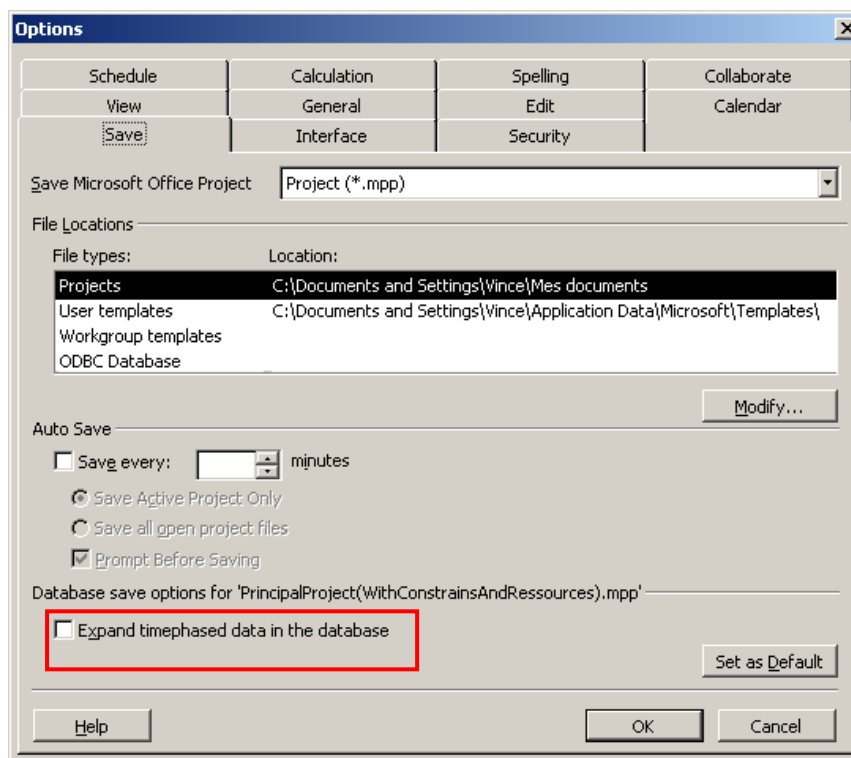 Options
Schedule Calculation Spelling Collaborate
View General Edit Calendar
Save Interface Security
Save Microsoft Office Project Project (*.mpp)
File Locations
File types: Location:
Projects C:\Documents and Settings\Vince\Mes documents
User templates C:\Documents and Settings\Vince\Application Data\Microsoft\Templates\
Workgroup templates
ODBC Database
Modify...
Auto Save
Save every: minutes
Save Active Project Only
Save all open project files
Prompt Before Saving
Database save options for 'PrincipalProject(WithConstrainsAndRessources).mpp'
Expand timephased data in the database
Set as Default
Help OK Cancel